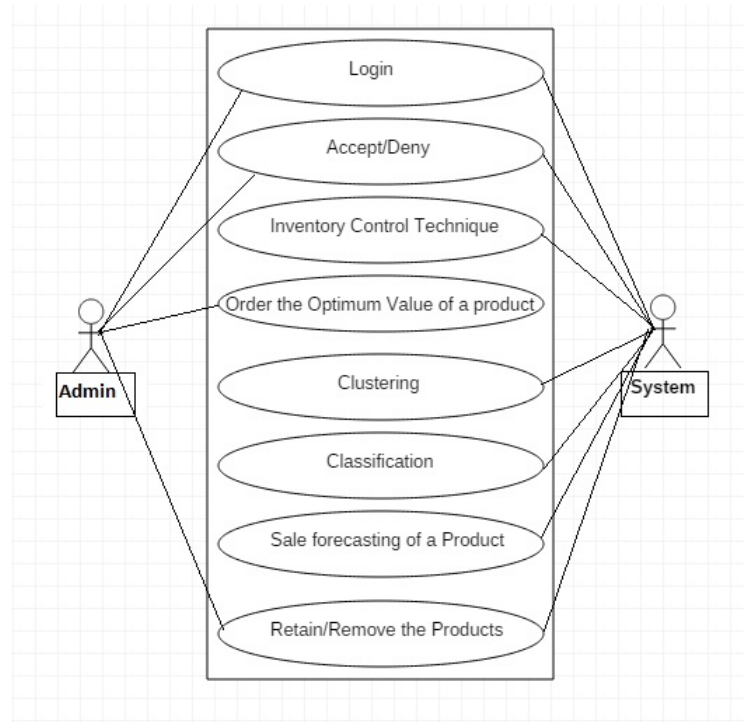 Login
Accept/Deny
Inventory Control Technique
Order the Optimum Value of a product
Clustering
Classification
Sale forecasting of a Product
Retain/Remove the Products
Admin
System